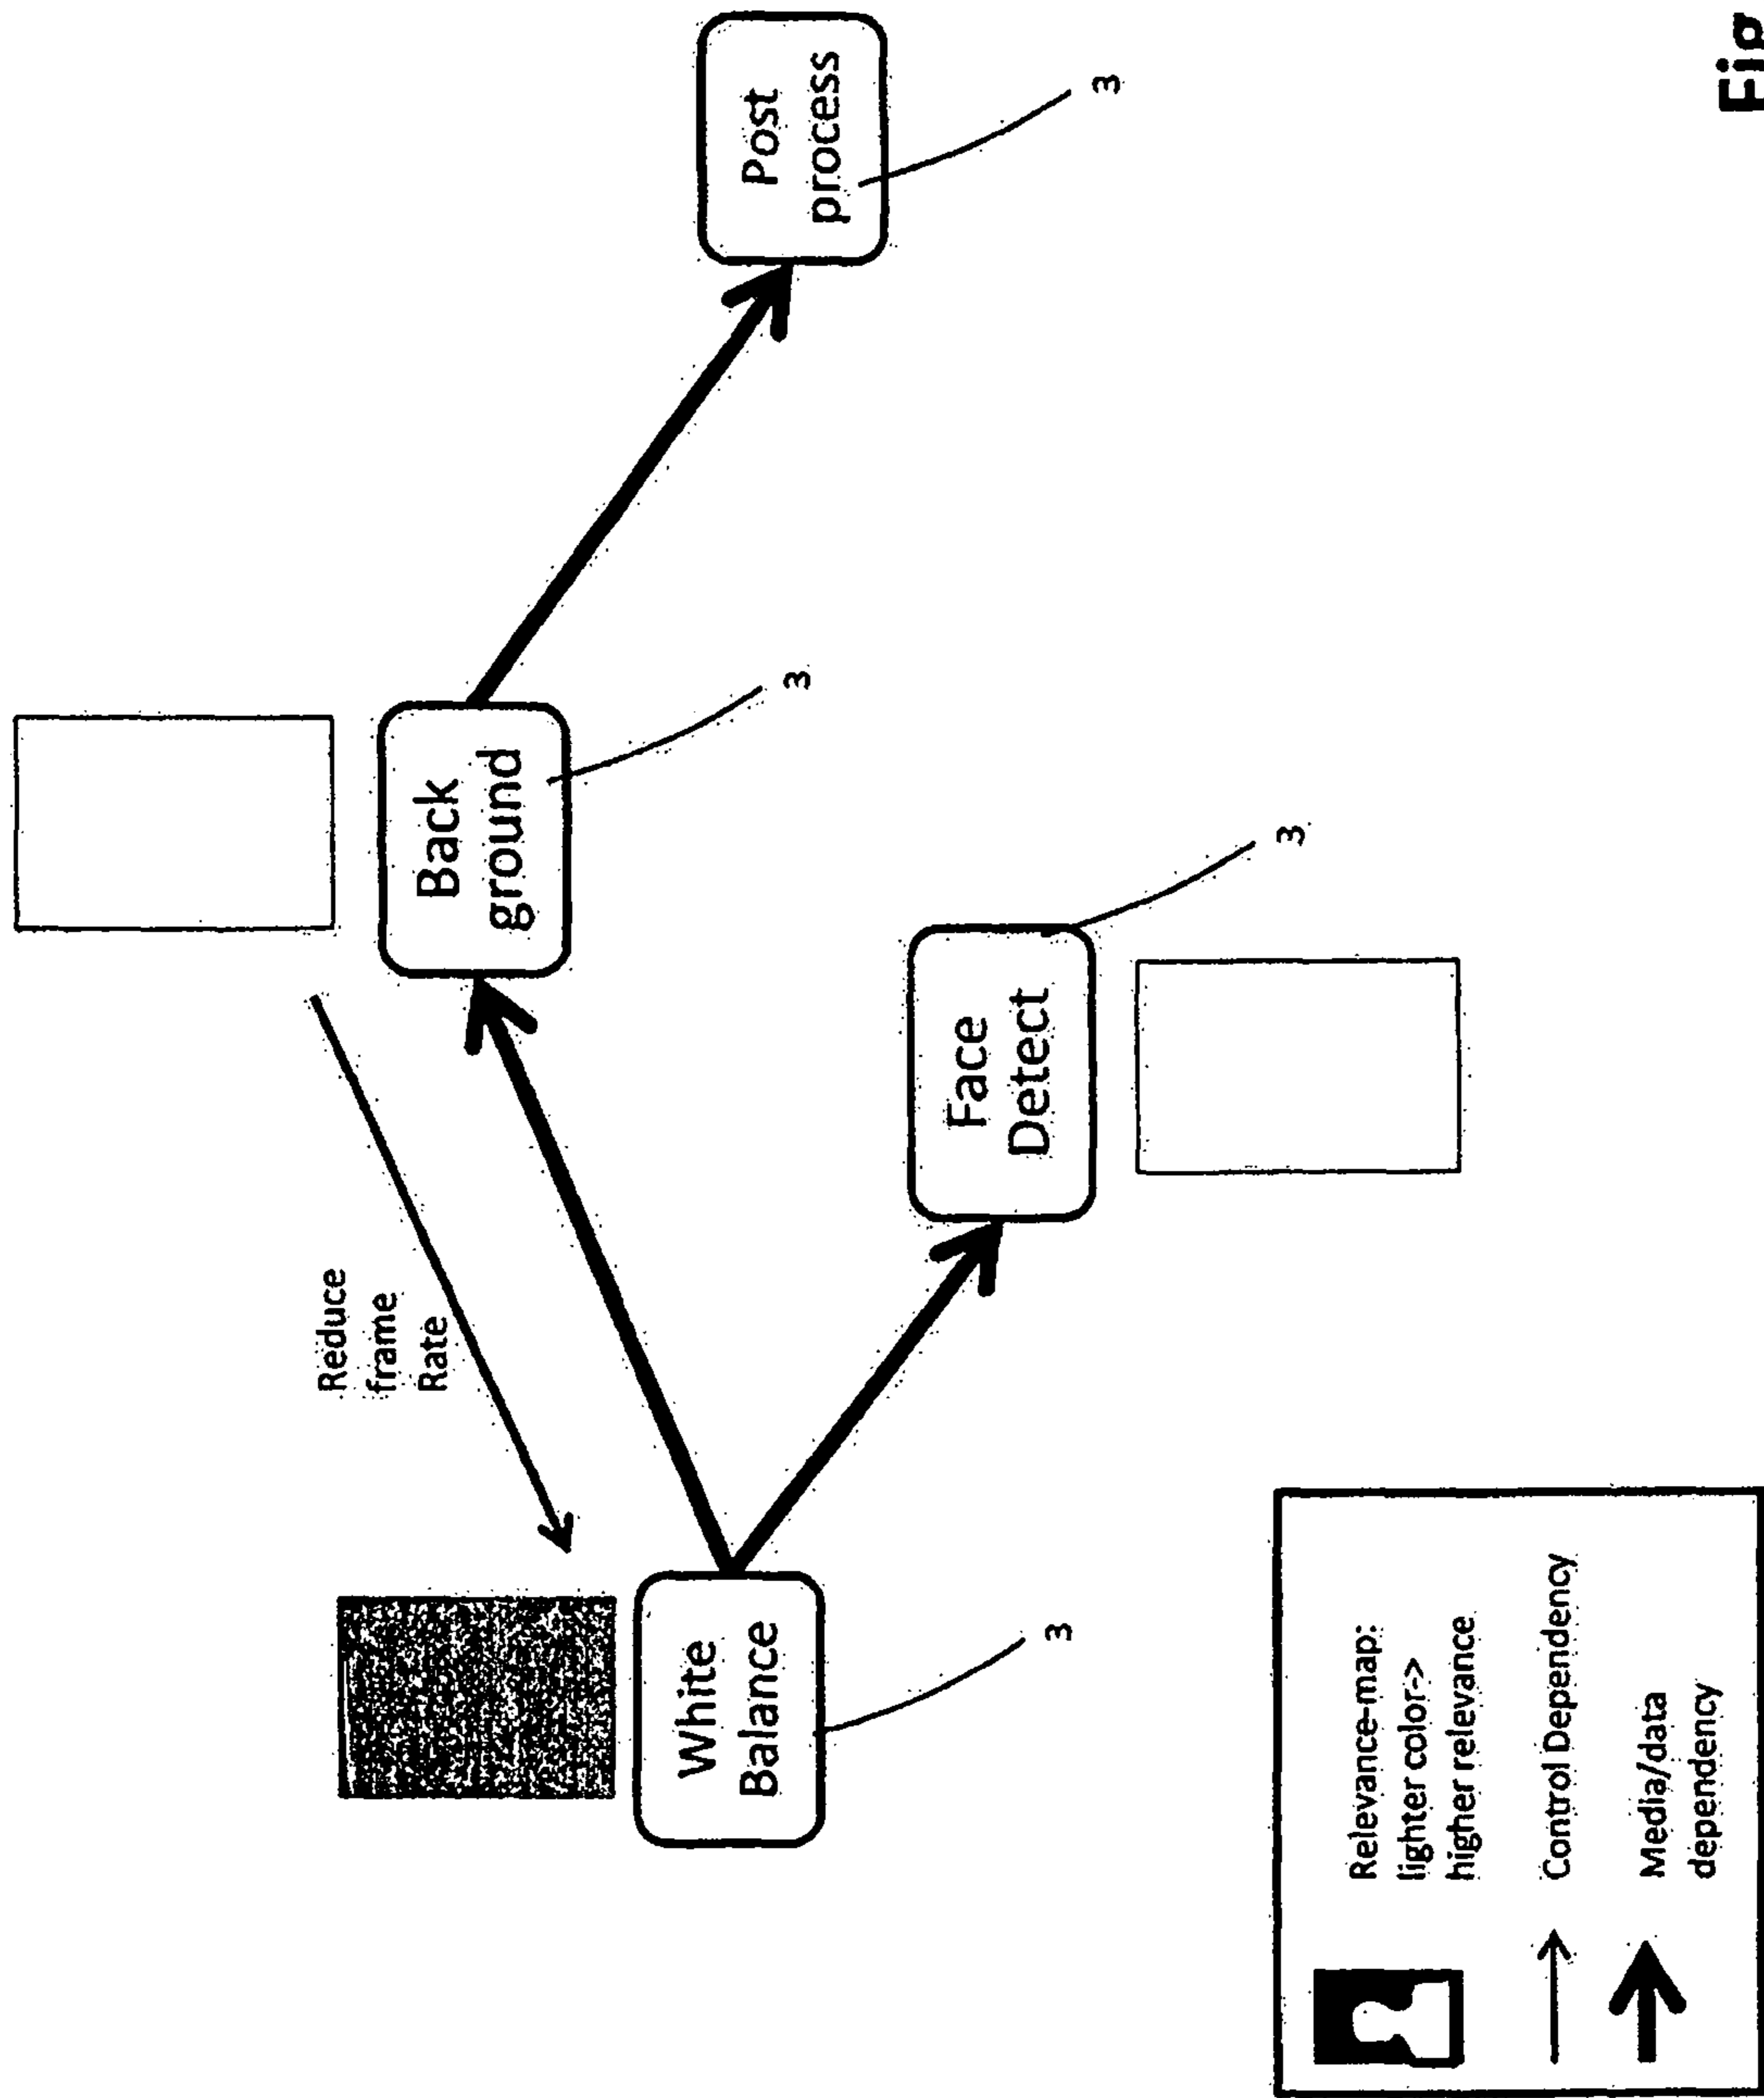 Reduce
frame
Rate
White
Balance
3
Back
ground
3
Face
Detect
3
Post
process
3
Relevance-map:
lighter color->
higher relevance
Control Dependency
Media/data
dependency
Fig